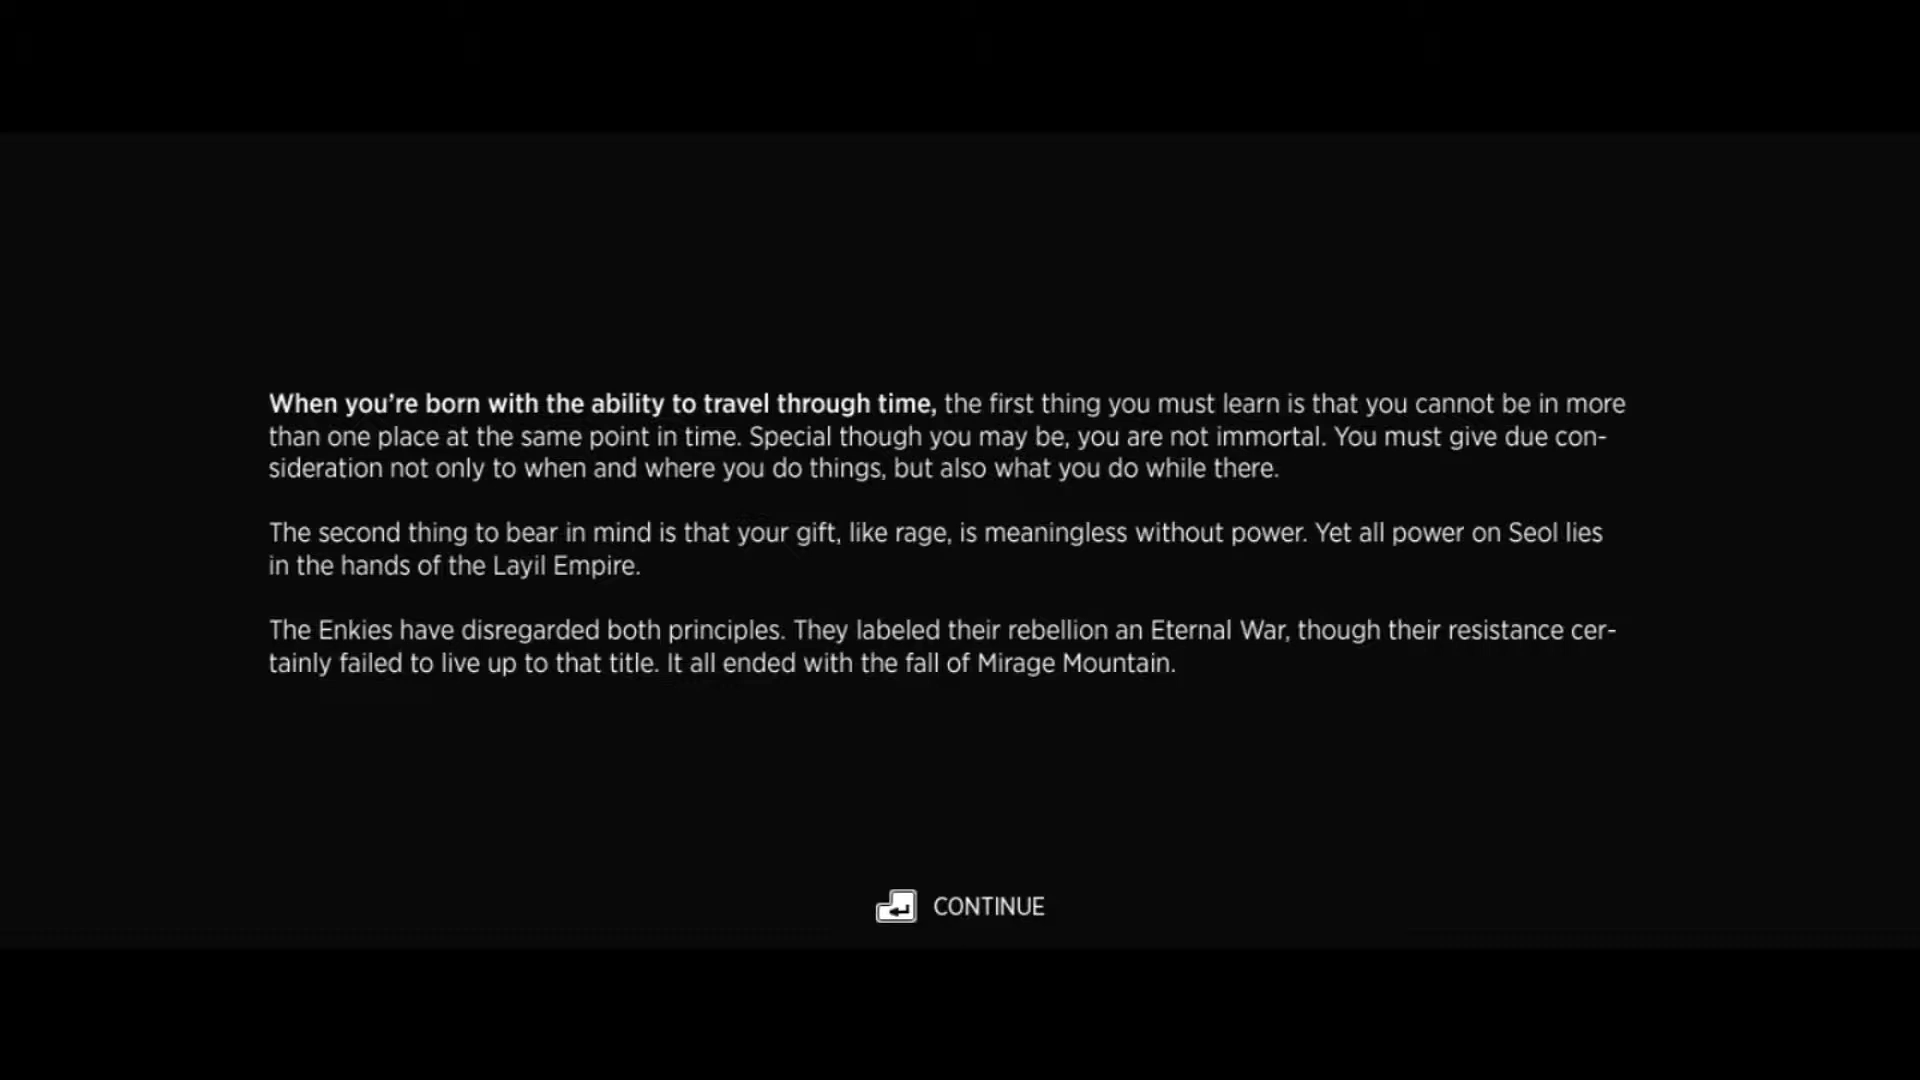 When you're born with the ability to travel through time, the first thing you must learn is that you cannot be in more
than one place at the same point in time. Special though you may be, you are not immortal. You must give due con-
sideration not only to when and where you do things, but also what you do while there.
The second thing to bear in mind is that your gift, like rage, is meaningless without power. Yet all power on Seol lies
in the hands of the Layil Empire.
The Enkies have disregarded both principles. They labeled their rebellion an Eternal War, though their resistance cer-
tainly failed to live up to that title. It all ended with the fall of Mirage Mountain.
CONTINUE